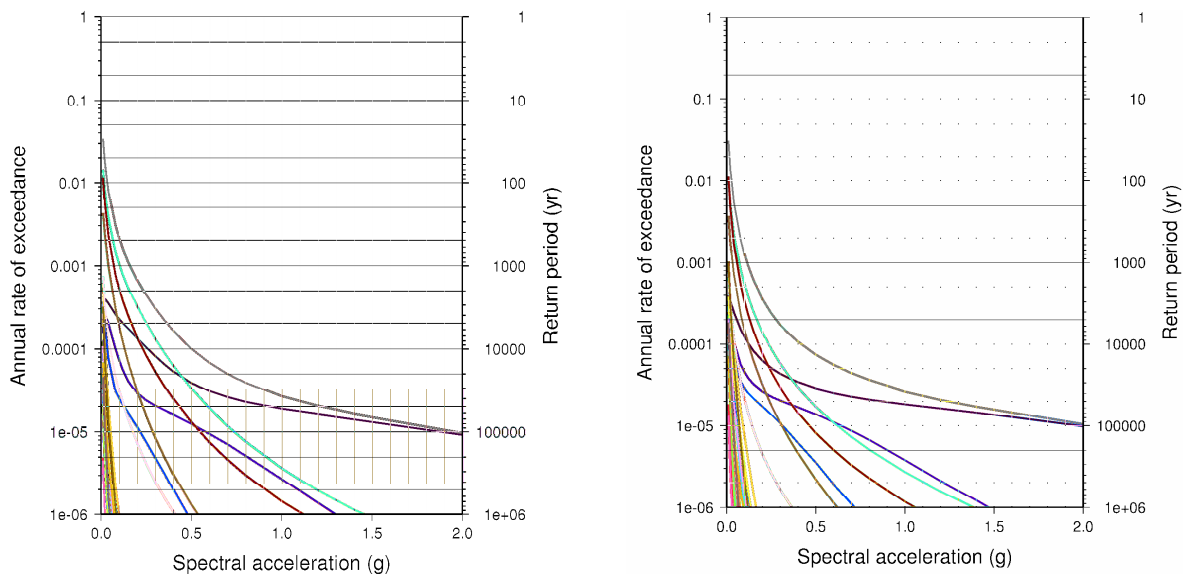 1
1
0.1
10
0.01
100
0.001
1000
0.0001
10000
1e-05
100000
1e-06
1e+06
0.0
0.5
1.0
1.5
2.0
Annual rate of exceedance
Return period (yr)
Spectral acceleration (g)
1
1
0.1
10
0.01
100
0.001
1000
0.0001
10000
1e-05
100000
1e-06
1e+06
0.0
0.5
1.0
1.5
2.0
Annual rate of exceedance
Return period (yr)
Spectral acceleration (g)